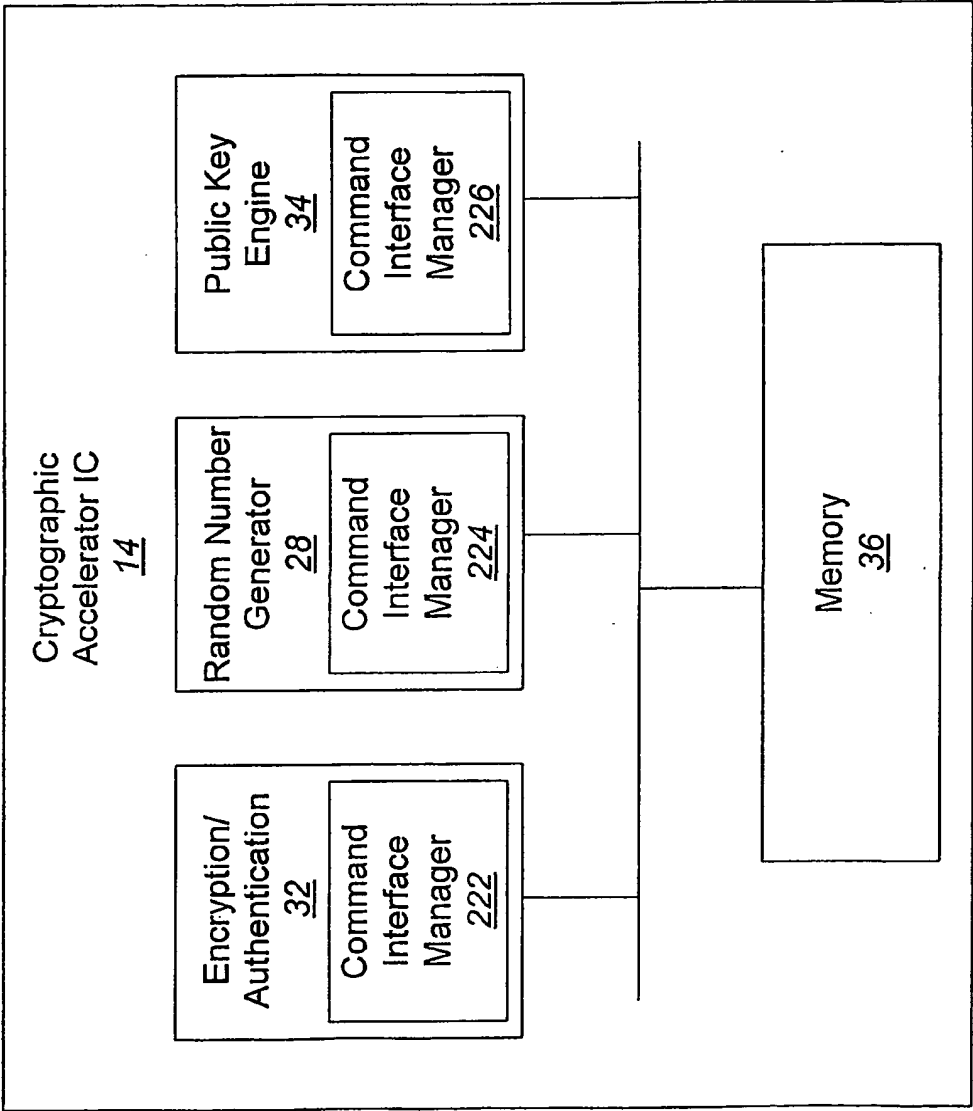 Cryptographic
Accelerator IC
14
Encryption/
Authentication
32
Command
Interface
Manager
222
Random Number
Generator
28
Command
Interface
Manager
224
Public Key
Engine
34
Command
Interface
Manager
226
Memory
36